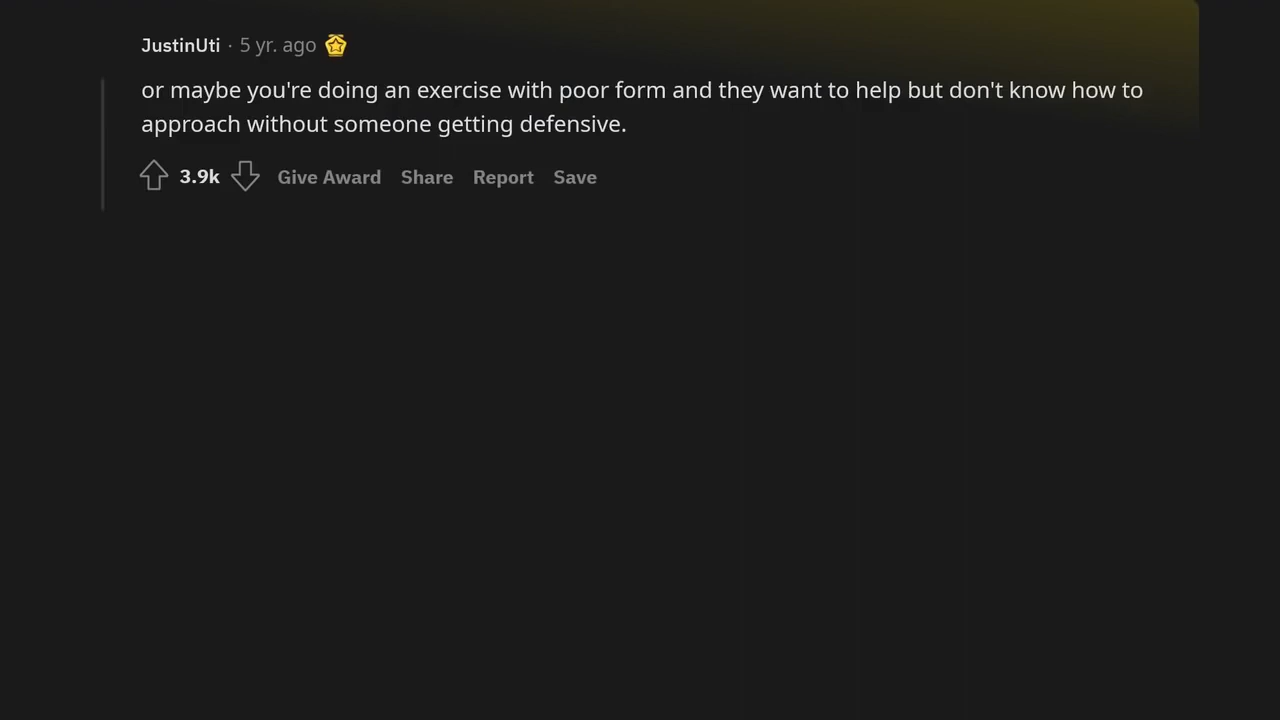 JustinUti · 5 yr. ago
or maybe you're doing an exercise with poor form and they want to help but don't know how to
approach without someone getting defensive.
3.9k Give Award Share Report Save